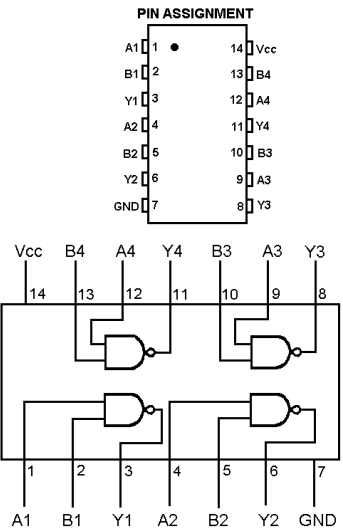 PIN ASSIGNMENT
A1 1 14 Vcc
B1 2 13 B4
Y1 3 12 A4
A2 4 11 Y4
B2 5 10 B3
Y2 6 9 A3
GND 7 8 Y3
Vcc B4 A4 Y4 B3 A3 Y3
14 13 12 11 10 9 8
1 2 3 4 5 6 7
A1 B1 Y1 A2 B2 Y2 GND